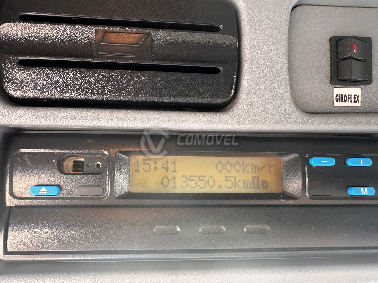 GIROFLEX
COMOVEL
15:41 000km/h
013550.5km
M